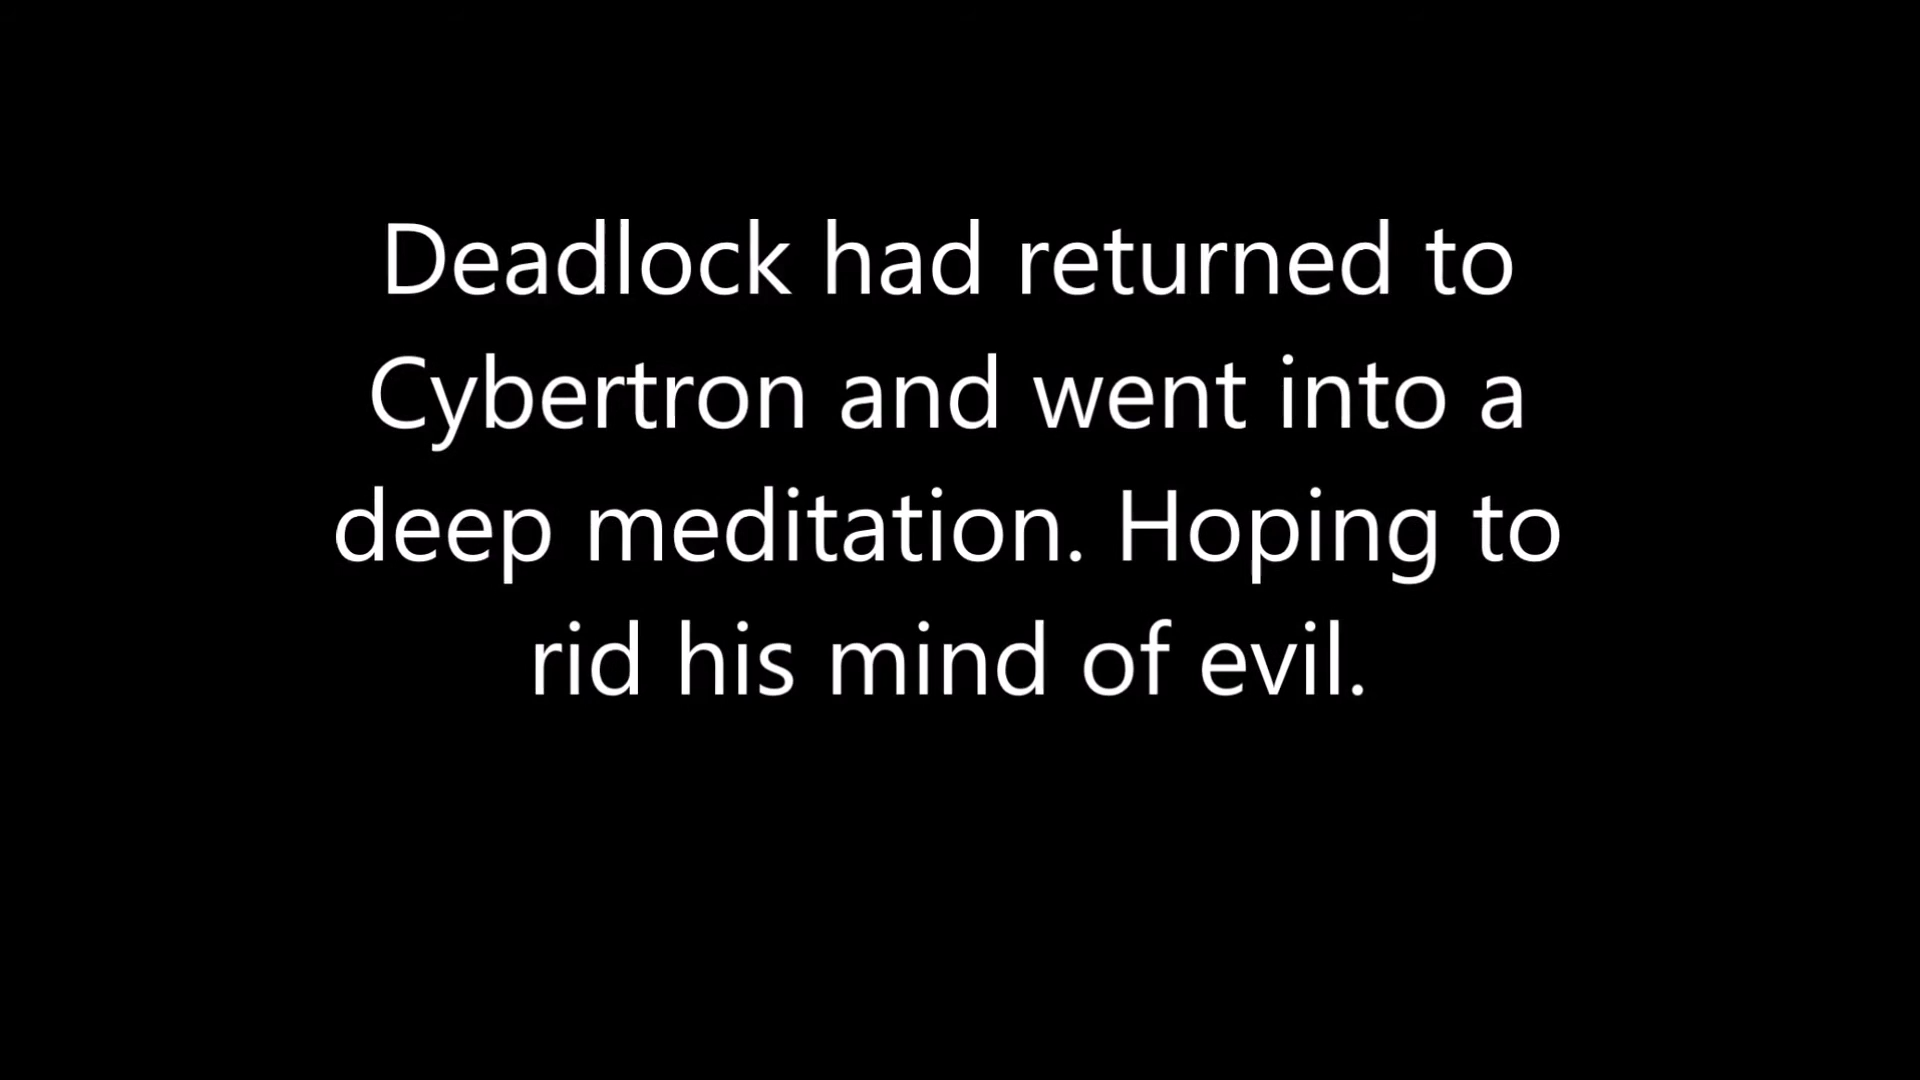 Deadlock had returned to
Cybertron and went into a
deep meditation. Hoping to
rid his mind of evil.